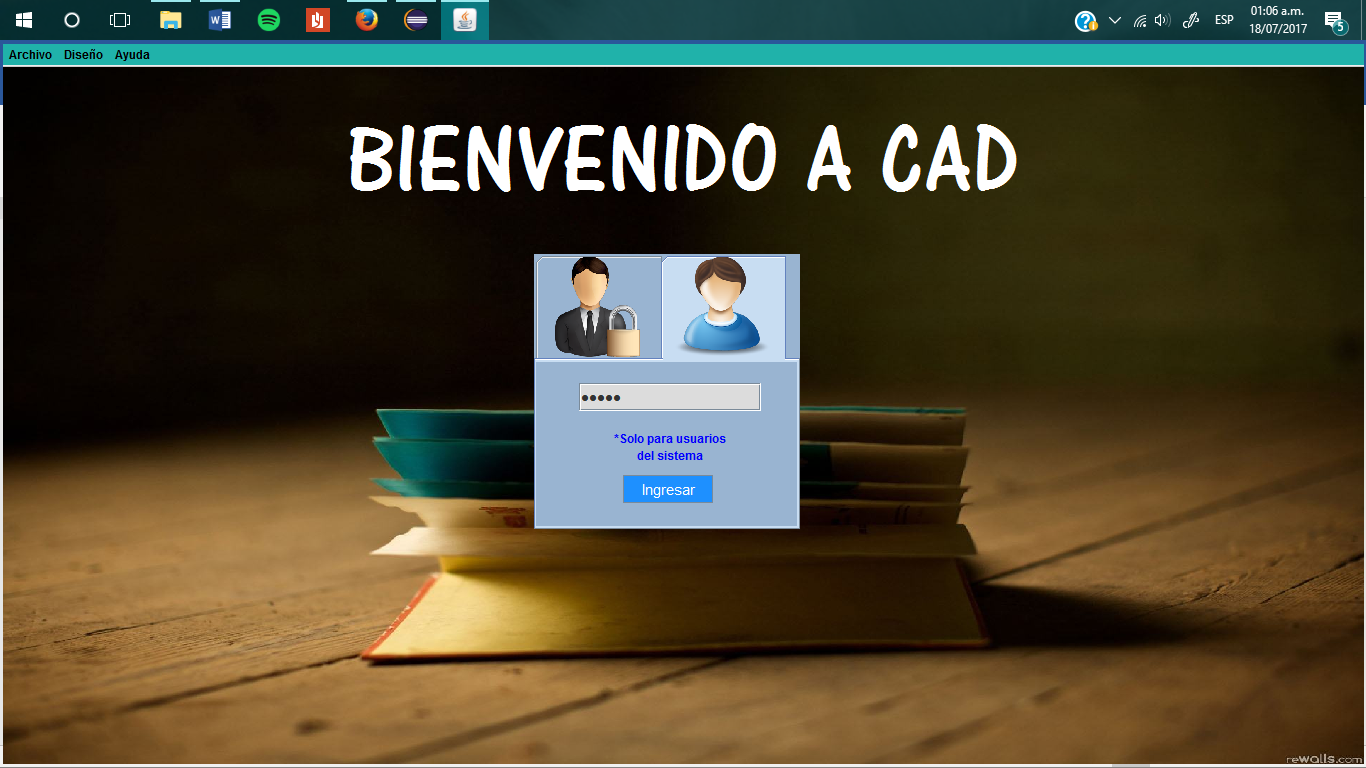 01:06 a.m.
ESP
18/07/2017
5
Archivo Diseño Ayuda
BIENVENIDO A CAD
*Solo para usuarios
del sistema
Ingresar
rewalls.com